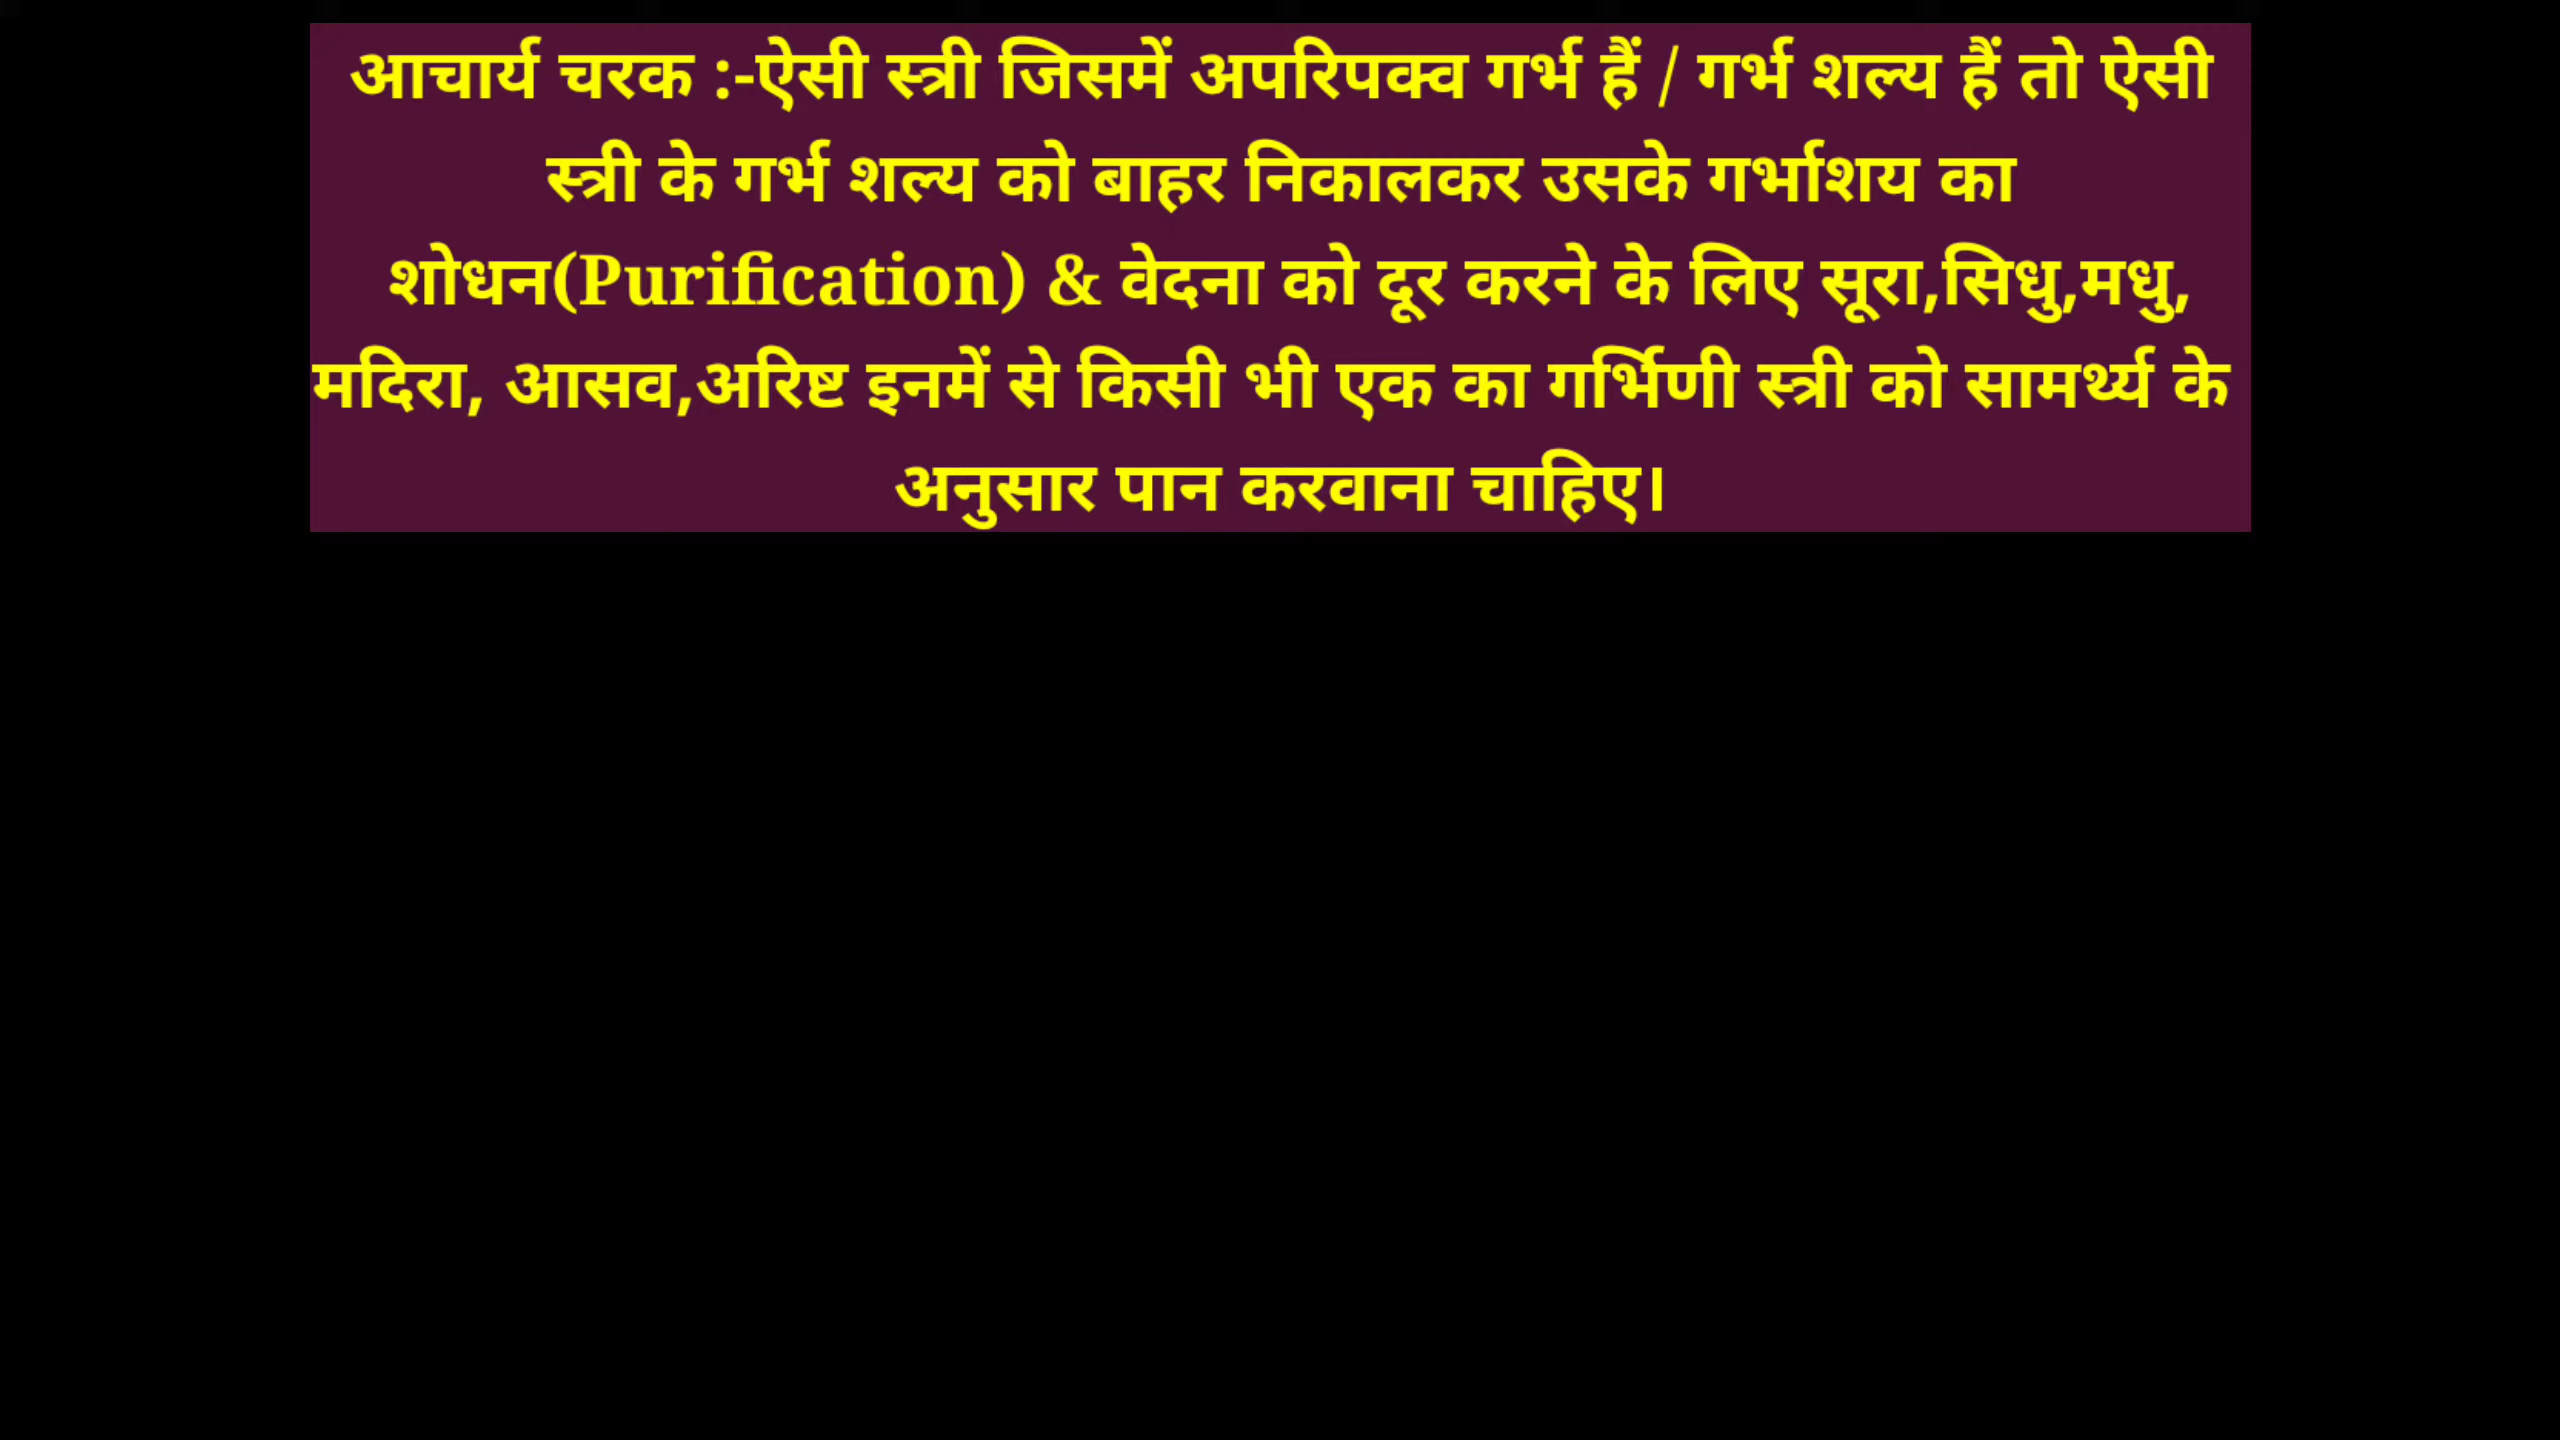 आचार्य चरक :-ऐसी स्त्री जिसमें अपरिपक्व गर्भ हैं / गर्भ शल्य हैं तो ऐसी
स्त्री के गर्भ शल्य को बाहर निकालकर उसके गर्भाशय का
शोधन(Purification) & वेदना को दूर करने के लिए सूरा,सिधु,मधु,
मदिरा, आसव,अरिष्ट इनमें से किसी भी एक का गर्भिणी स्त्री को सामर्थ्य के
अनुसार पान करवाना चाहिए।